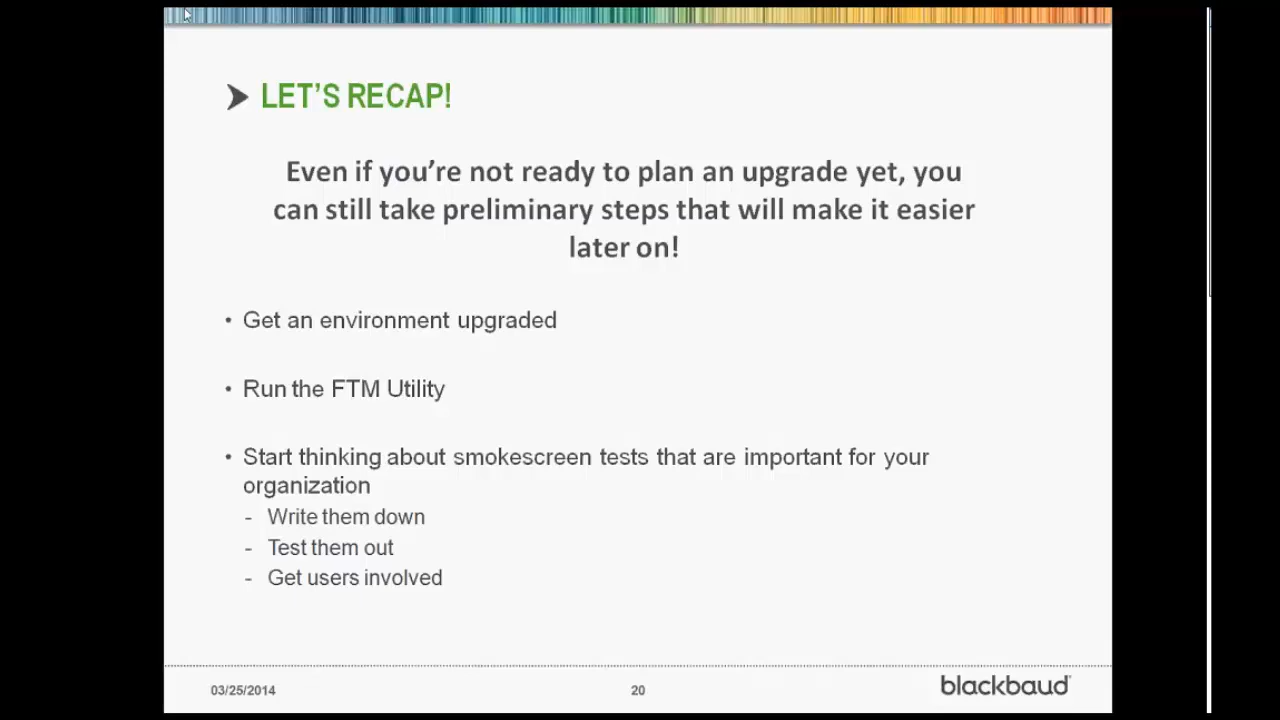 LET’S RECAP!
Even if you’re not ready to plan an upgrade yet, you
can still take preliminary steps that will make it easier
later on!
• Get an environment upgraded
• Run the FTM Utility
• Start thinking about smokescreen tests that are important for your
organization
- Write them down
- Test them out
- Get users involved
03/25/2014
20
blackbaud